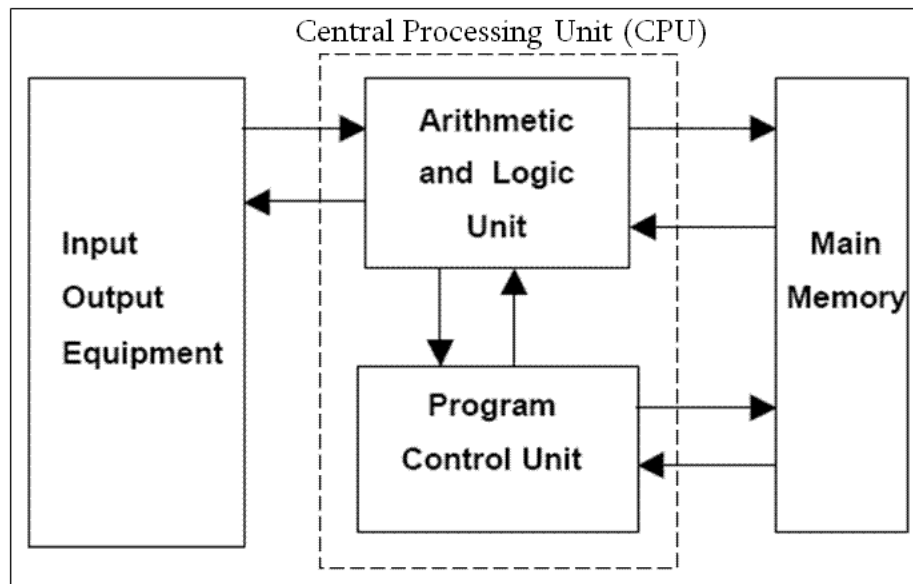 Central Processing Unit (CPU)
Input
Output
Equipment
Arithmetic
and Logic
Unit
Program
Control Unit
Main
Memory